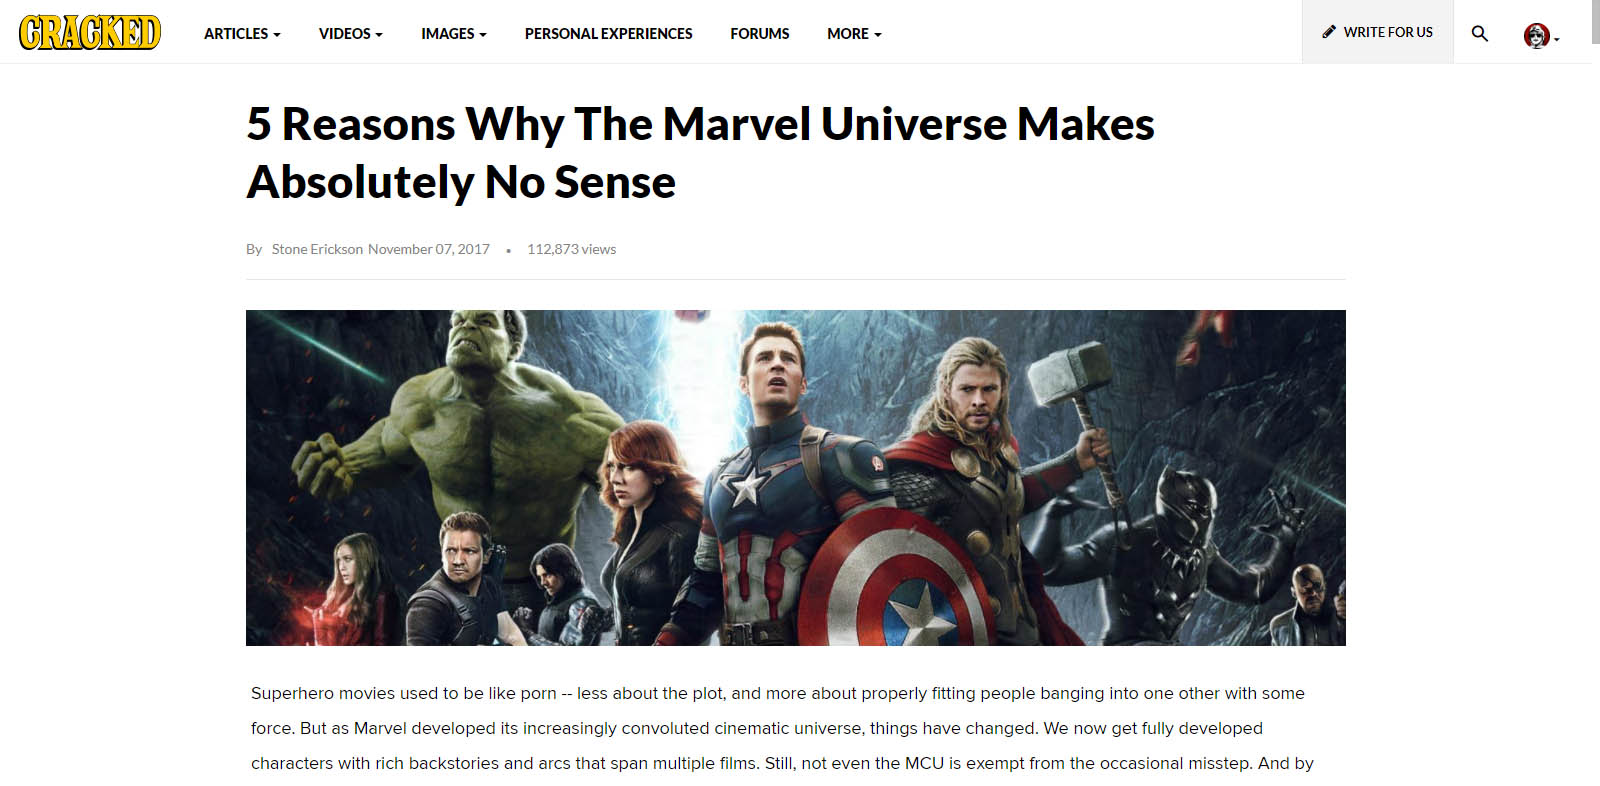 CRACKED
ARTICLES
VIDEOS
IMAGES
PERSONAL EXPERIENCES
FORUMS
MORE
WRITE FOR US
5 Reasons Why The Marvel Universe Makes
Absolutely No Sense
By Stone Erickson November 07, 2017 • 112,873 views
Superhero movies used to be like porn -- less about the plot, and more about properly fitting people banging into one other with some
force. But as Marvel developed its increasingly convoluted cinematic universe, things have changed. We now get fully developed
characters with rich backstories and arcs that span multiple films. Still, not even the MCU is exempt from the occasional misstep. And by